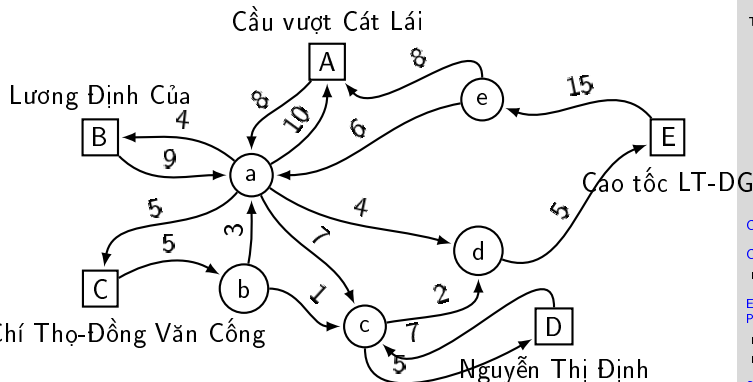 Cầu vượt Cát Lái
A
8
8
10
15
e
Lương Định Của
B
4
9
6
E
a
Cao tốc LT-DG
5
3
7
4
5
d
5
C
b
1
2
c
7
D
Chí Thọ-Đồng Văn Cống
5
Nguyễn Thị Định